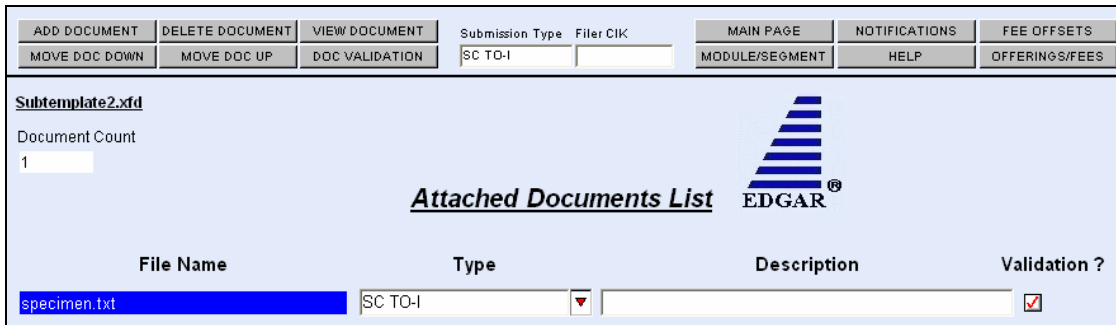 ADD DOCUMENT DELETE DOCUMENT VIEW DOCUMENT Submission Type Filer CIK MAIN PAGE NOTIFICATIONS FEE OFFSETS
MOVE DOC DOWN MOVE DOC UP DOC VALIDATION SC TO-I MODULE/SEGMENT HELP OFFERINGS/FEES
Subtemplate2.xfd
Document Count
1
Attached Documents List
EDGAR®
File Name Type Description Validation ?
specimen.txt SC TO-I